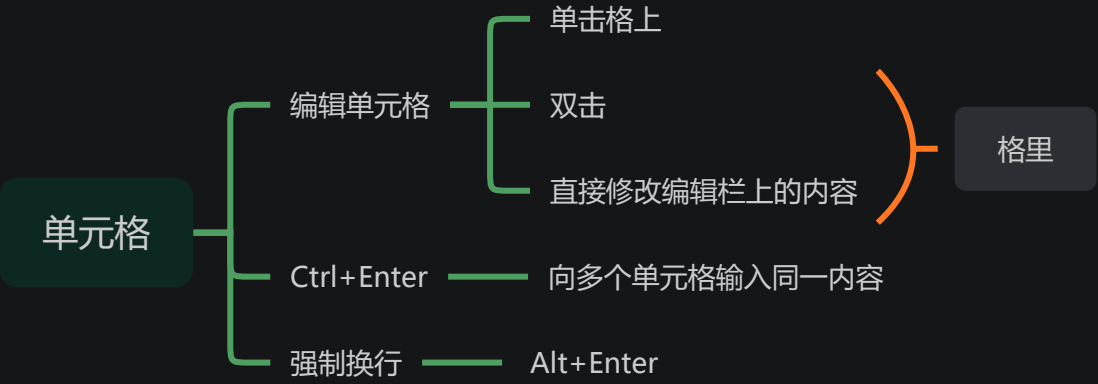 单元格
编辑单元格
单击格上
双击
直接修改编辑栏上的内容
格里
Ctrl+Enter
向多个单元格输入同一内容
强制换行
Alt+Enter